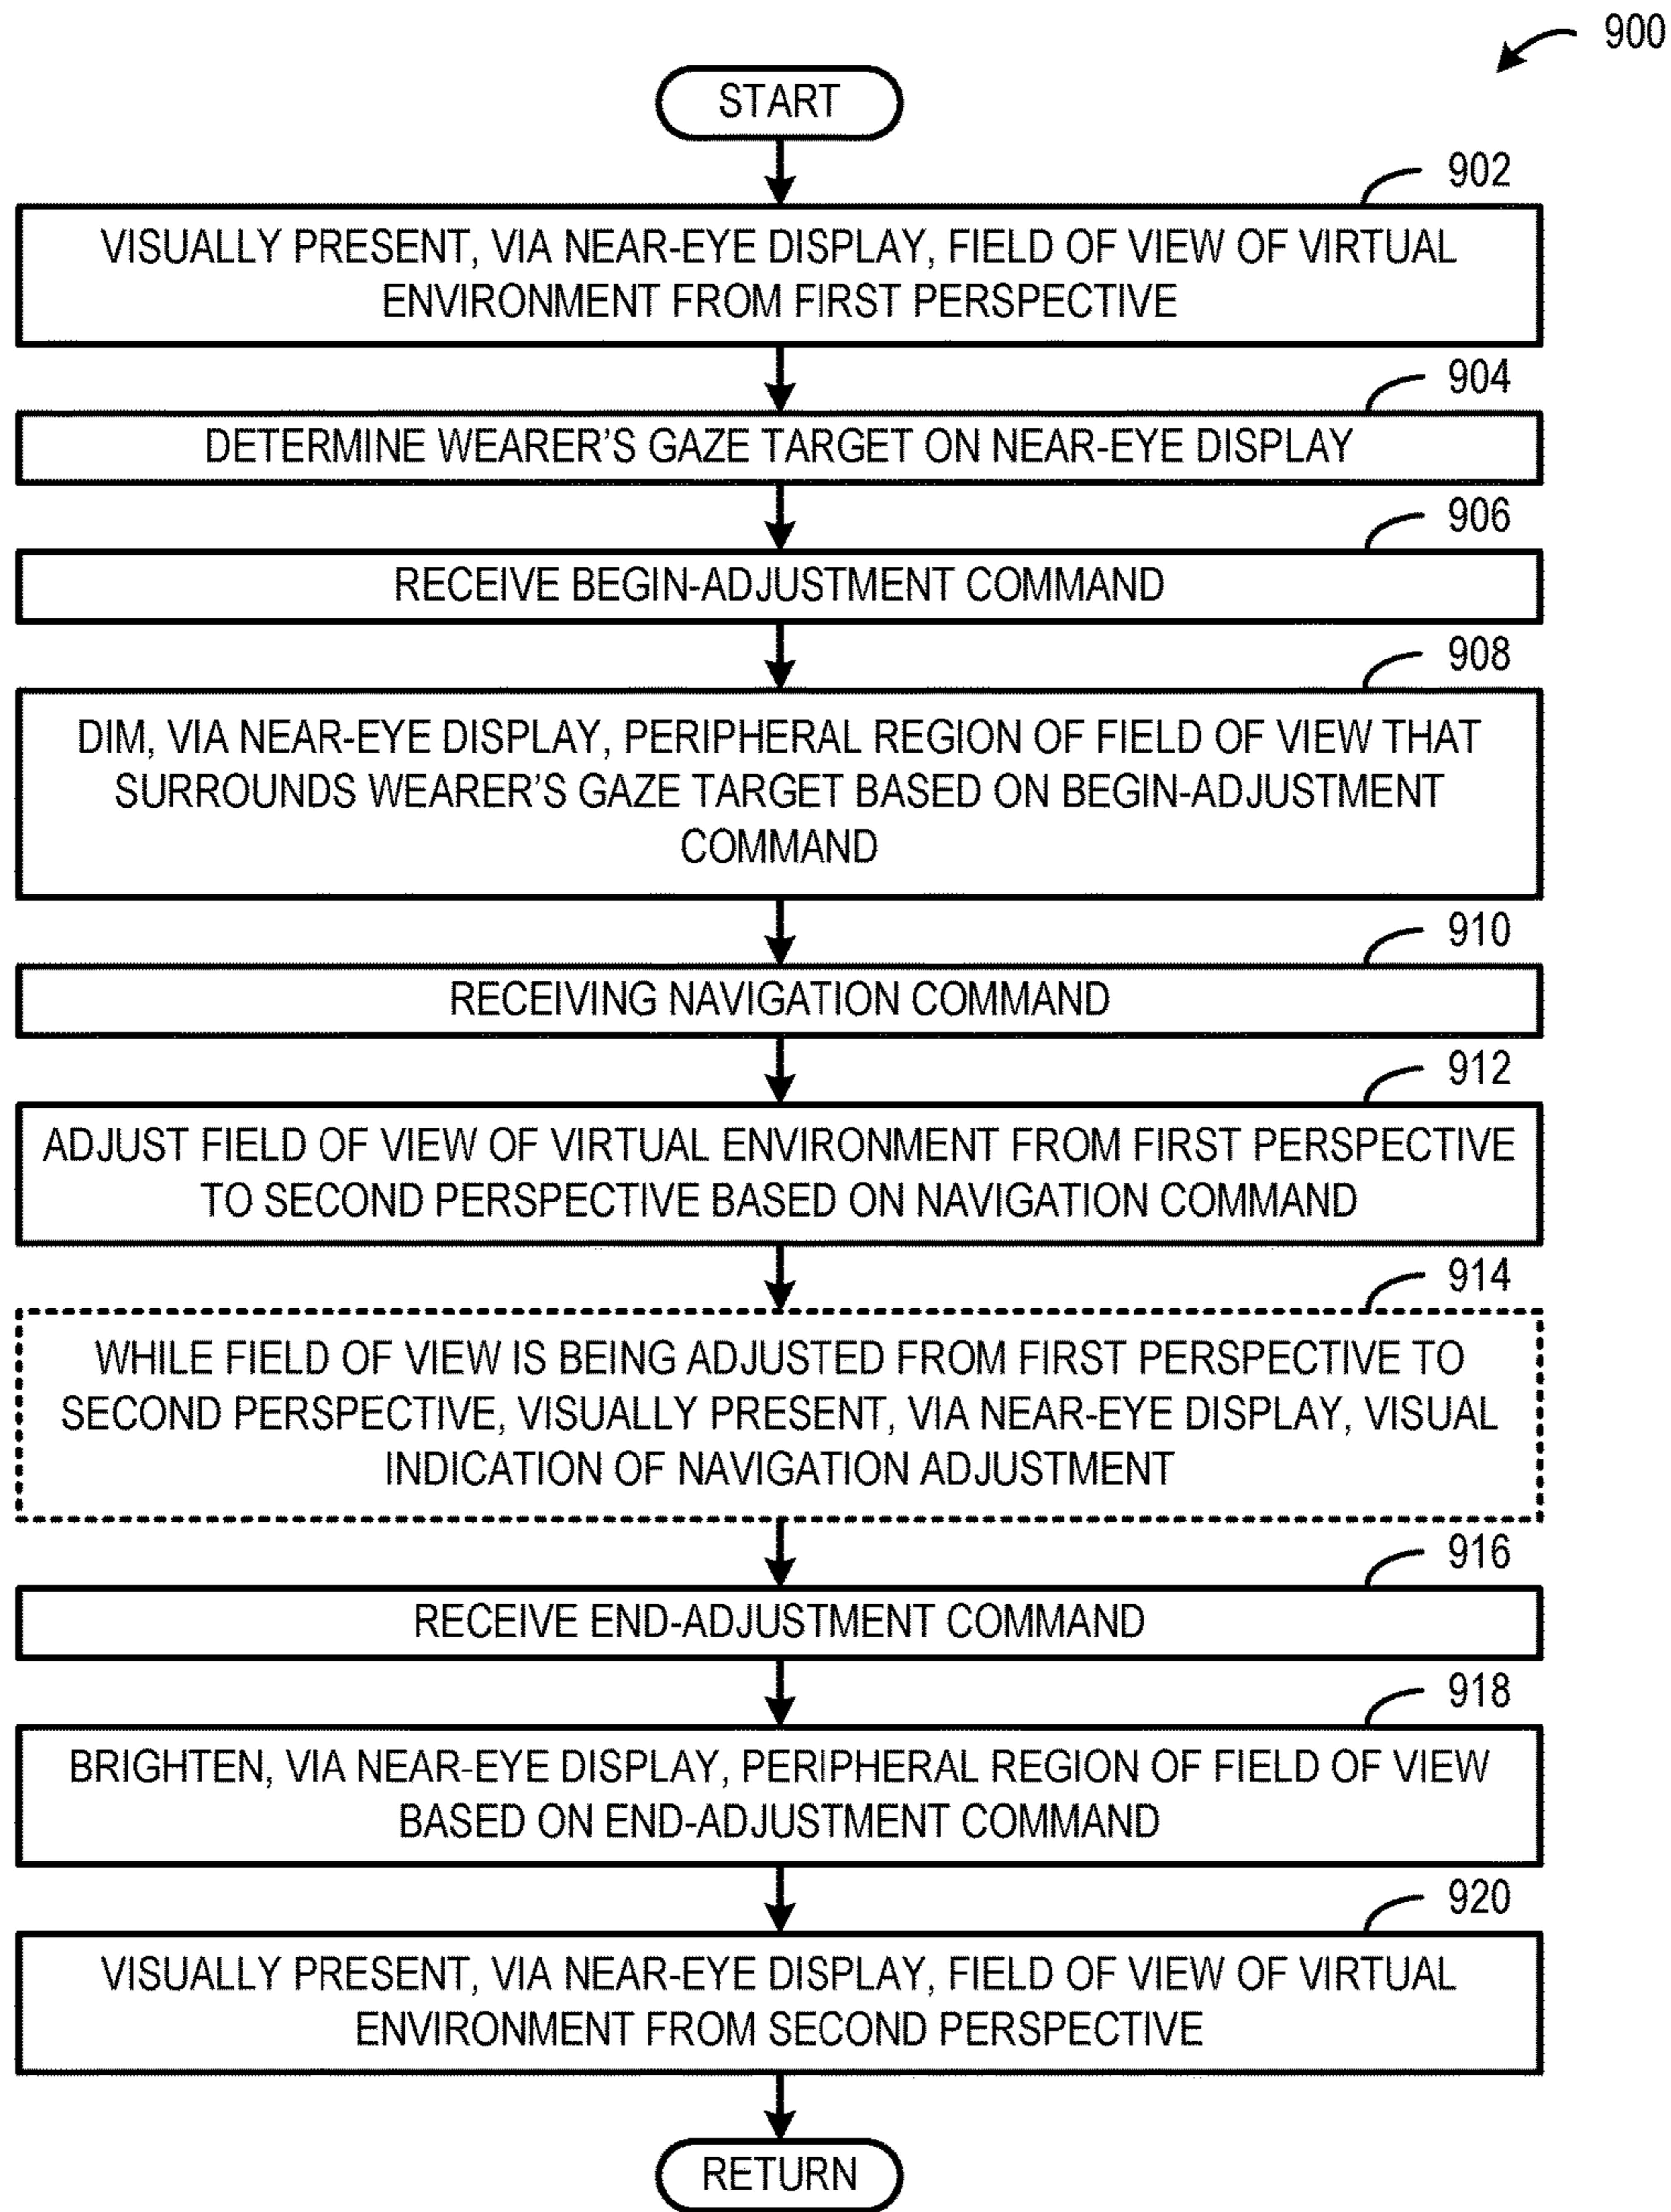 900
START
902
VISUALLY PRESENT, VIA NEAR-EYE DISPLAY, FIELD OF VIEW OF VIRTUAL
ENVIRONMENT FROM FIRST PERSPECTIVE
904
DETERMINE WEARER'S GAZE TARGET ON NEAR-EYE DISPLAY
906
RECEIVE BEGIN-ADJUSTMENT COMMAND
908
DIM, VIA NEAR-EYE DISPLAY, PERIPHERAL REGION OF FIELD OF VIEW THAT
SURROUNDS WEARER'S GAZE TARGET BASED ON BEGIN-ADJUSTMENT
COMMAND
910
RECEIVING NAVIGATION COMMAND
912
ADJUST FIELD OF VIEW OF VIRTUAL ENVIRONMENT FROM FIRST PERSPECTIVE
TO SECOND PERSPECTIVE BASED ON NAVIGATION COMMAND
914
WHILE FIELD OF VIEW IS BEING ADJUSTED FROM FIRST PERSPECTIVE TO
SECOND PERSPECTIVE, VISUALLY PRESENT, VIA NEAR-EYE DISPLAY, VISUAL
INDICATION OF NAVIGATION ADJUSTMENT
916
RECEIVE END-ADJUSTMENT COMMAND
918
BRIGHTEN, VIA NEAR-EYE DISPLAY, PERIPHERAL REGION OF FIELD OF VIEW
BASED ON END-ADJUSTMENT COMMAND
920
VISUALLY PRESENT, VIA NEAR-EYE DISPLAY, FIELD OF VIEW OF VIRTUAL
ENVIRONMENT FROM SECOND PERSPECTIVE
RETURN